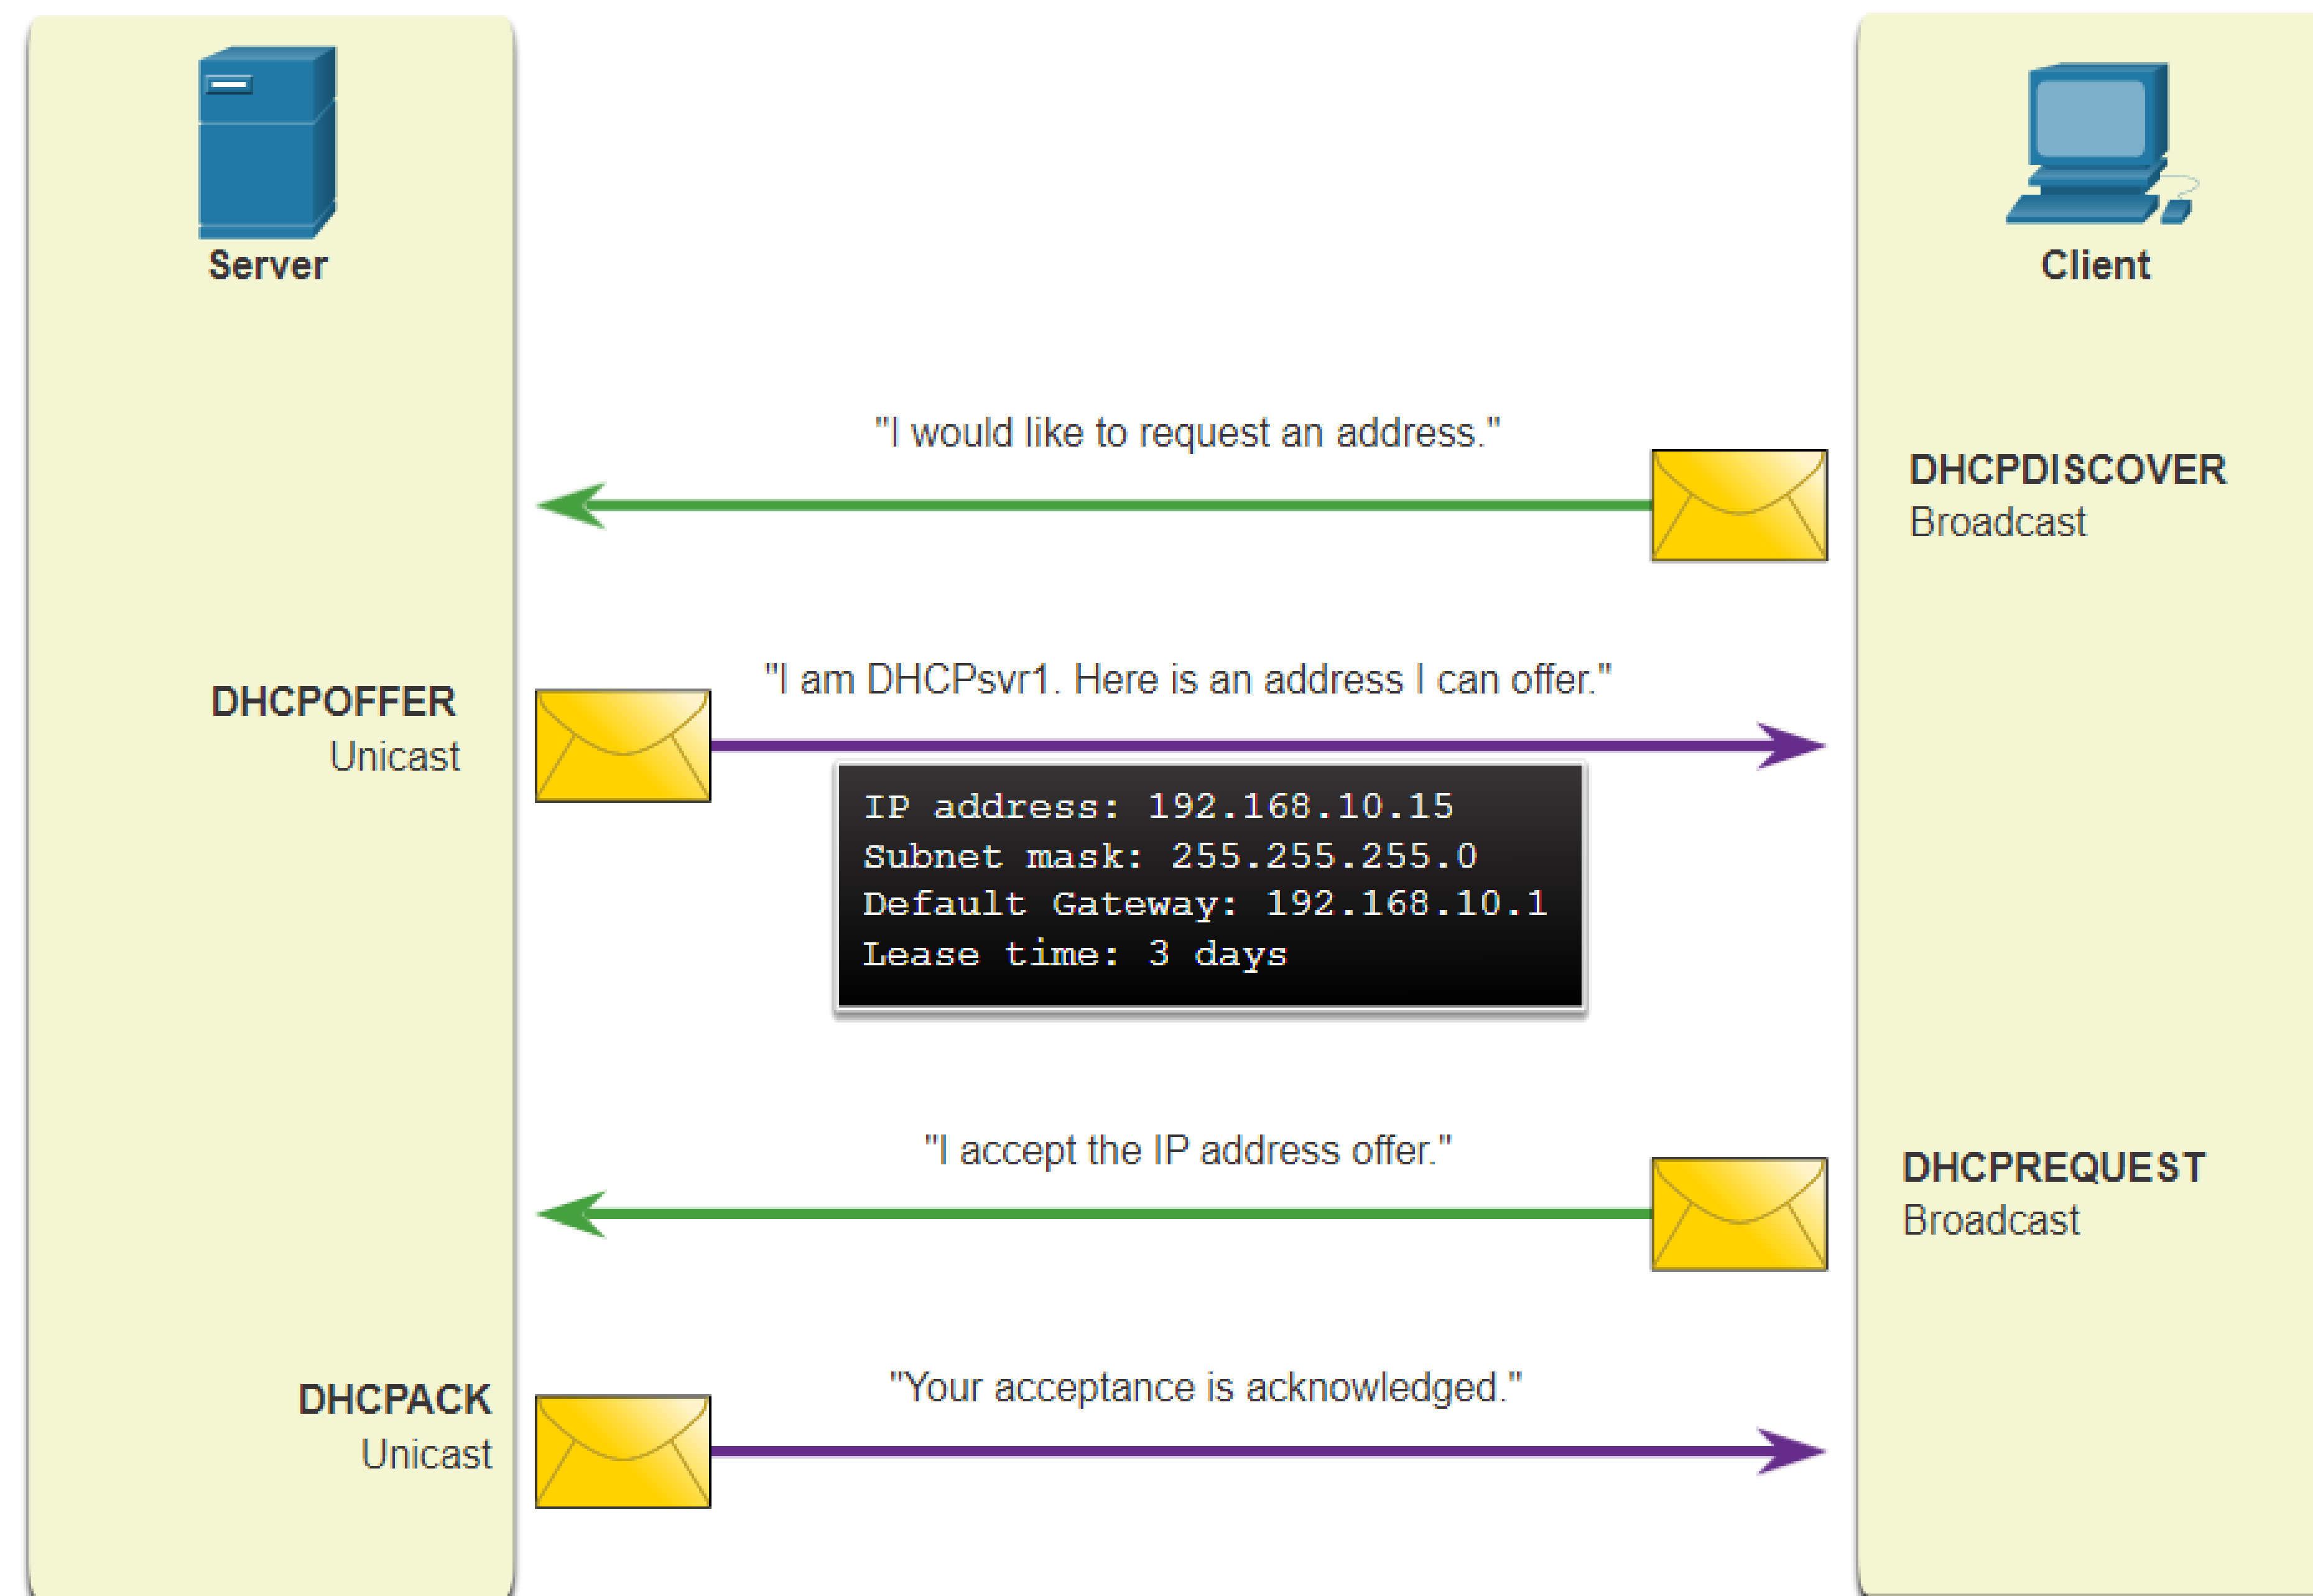 Server
Client
"I would like to request an address."
DHCPDISCOVER
Broadcast
"I am DHCPsvr1. Here is an address I can offer."
DHCPOFFER
Unicast
IP address: 192.168.10.15
Subnet mask: 255.255.255.0
Default Gateway: 192.168.10.1
Lease time: 3 days
"I accept the IP address offer."
DHCPREQUEST
Broadcast
"Your acceptance is acknowledged."
DHCPACK
Unicast